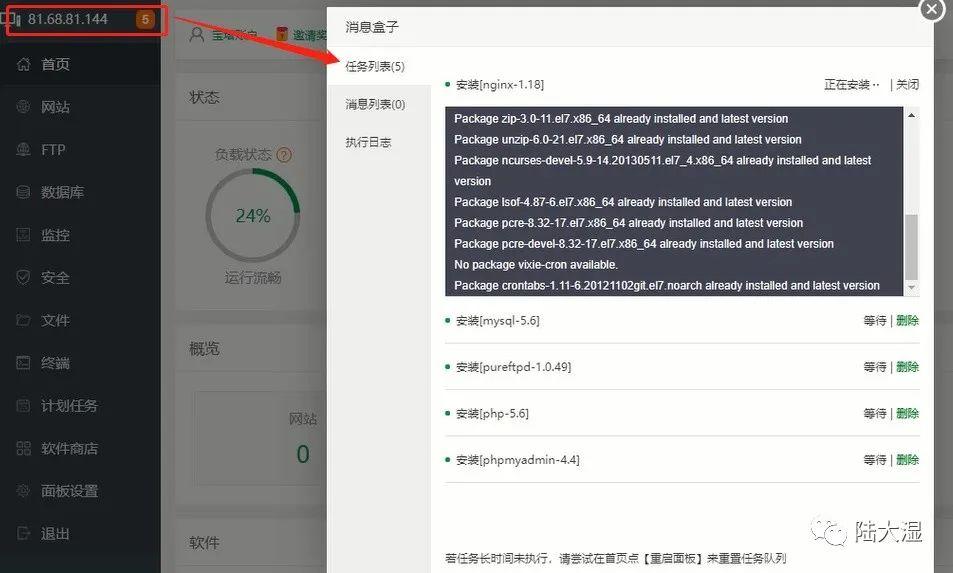 81.68.81.144
5
首页
网站
FTP
数据库
监控
安全
文件
终端
计划任务
软件商店
面板设置
退出
宝塔账户
邀请奖
状态
负载状态
24%
运行流畅
概览
网站
0
软件
消息盒子
任务列表(5)
消息列表(0)
执行日志
安装[nginx-1.18]
正在安装·· | 关闭
Package zip-3.0-11.el7.x86_64 already installed and latest version
Package unzip-6.0-21.el7.x86_64 already installed and latest version
Package ncurses-devel-5.9-14.20130511.el7_4.x86_64 already installed and latest
version
Package lsof-4.87-6.el7.x86_64 already installed and latest version
Package pcre-8.32-17.el7.x86_64 already installed and latest version
Package pcre-devel-8.32-17.el7.x86_64 already installed and latest version
No package vixie-cron available.
Package crontabs-1.11-6.20121102git.el7.noarch already installed and latest version
安装[mysql-5.6]
等待 | 删除
安装[pureftpd-1.0.49]
等待 | 删除
安装[php-5.6]
等待 | 删除
安装[phpmyadmin-4.4]
等待 | 删除
陆大湿
若任务长时间未执行，请尝试在首页点【重启面板】来重置任务队列